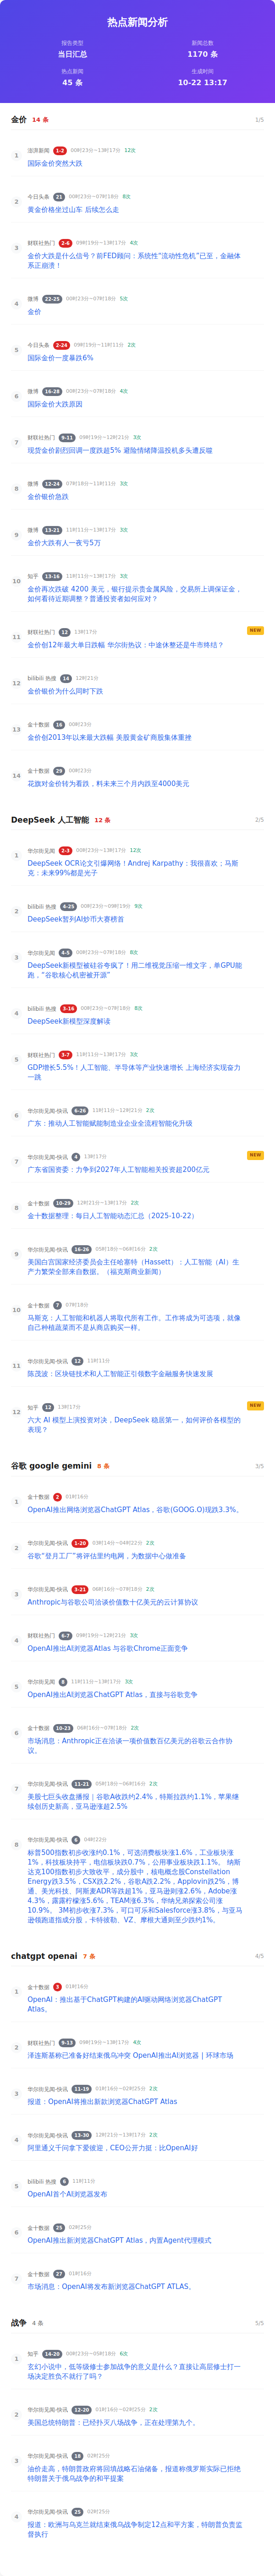 热点新闻分析
报告类型
新闻总数
当日汇总
1170 条
热点新闻
生成时间
45 条
10-22 13:17
金价 14 条 1/5
1
澎湃新闻 1-2 00时23分~13时17分 12次
国际金价突然大跌
2
今日头条 21 00时23分~07时18分 8次
黄金价格坐过山车 后续怎么走
3
财联社热门 2-6 09时19分~13时17分 4次
金价大跌是什么信号？前FED顾问：系统性“流动性危机”已至，金融体
系正崩溃！
4
微博 22-25 00时23分~07时18分 5次
金价
5
今日头条 2-24 09时19分~11时11分 2次
国际金价一度暴跌6%
6
微博 16-28 00时23分~07时18分 4次
国际金价大跌原因
7
财联社热门 9-11 09时19分~12时21分 3次
现货金价剧烈回调一度跌超5% 避险情绪降温投机多头遭反噬
8
微博 12-24 07时18分~11时11分 3次
金价银价急跌
9
微博 13-21 11时11分~13时17分 3次
金价大跌有人一夜亏5万
10
知乎 13-16 11时11分~13时17分 3次
金价再次跌破 4200 美元，银行提示贵金属风险，交易所上调保证金，
如何看待近期调整？普通投资者如何应对？
11
财联社热门 12 13时17分
NEW
金价创12年最大单日跌幅 华尔街热议：中途休整还是牛市终结？
12
bilibili 热搜 14 12时21分
金价银价为什么同时下跌
13
金十数据 16 00时23分
金价创2013年以来最大跌幅 美股黄金矿商股集体重挫
14
金十数据 29 00时23分
花旗对金价转为看跌，料未来三个月内跌至4000美元
DeepSeek 人工智能 12 条 2/5
1
华尔街见闻 2-3 00时23分~13时17分 12次
DeepSeek OCR论文引爆网络！Andrej Karpathy：我很喜欢；马斯
克：未来99%都是光子
2
bilibili 热搜 4-25 00时23分~09时19分 9次
DeepSeek暂列AI炒币大赛榜首
3
华尔街见闻 4-5 00时23分~07时18分 8次
DeepSeek新模型被硅谷夸疯了！用二维视觉压缩一维文字，单GPU能
跑，“谷歌核心机密被开源”
4
bilibili 热搜 3-16 00时23分~07时18分 8次
DeepSeek新模型深度解读
5
财联社热门 3-7 11时11分~13时17分 3次
GDP增长5.5%！人工智能、半导体等产业快速增长 上海经济实现奋力
一跳
6
华尔街见闻-快讯 6-26 11时11分~12时21分 2次
广东：推动人工智能赋能制造业企业全流程智能化升级
7
华尔街见闻-快讯 4 13时17分
NEW
广东省国资委：力争到2027年人工智能相关投资超200亿元
8
金十数据 10-29 12时21分~13时17分 2次
金十数据整理：每日人工智能动态汇总（2025-10-22）
9
华尔街见闻-快讯 16-26 05时18分~06时16分 2次
美国白宫国家经济委员会主任哈塞特（Hassett）：人工智能（AI）生
产力繁荣全部来自数据。（福克斯商业新闻）
10
金十数据 7 07时18分
马斯克：人工智能和机器人将取代所有工作。工作将成为可选项，就像
自己种植蔬菜而不是从商店购买一样。
11
华尔街见闻-快讯 12 11时11分
陈茂波：区块链技术和人工智能正引领数字金融服务快速发展
12
知乎 12 13时17分
NEW
六大 AI 模型上演投资对决，DeepSeek 稳居第一，如何评价各模型的
表现？
谷歌 google gemini 8 条 3/5
1
金十数据 2 01时16分
OpenAI推出网络浏览器ChatGPT Atlas，谷歌(GOOG.O)现跌3.3%。
2
华尔街见闻-快讯 1-20 03时14分~04时22分 2次
谷歌“登月工厂”将评估里约电网，为数据中心做准备
3
华尔街见闻-快讯 3-21 06时16分~07时18分 2次
Anthropic与谷歌公司洽谈价值数十亿美元的云计算协议
4
财联社热门 6-7 09时19分~12时21分 3次
OpenAI推出AI浏览器Atlas 与谷歌Chrome正面竞争
5
华尔街见闻 8 11时11分~13时17分 3次
OpenAI推出AI浏览器ChatGPT Atlas，直接与谷歌竞争
6
金十数据 10-23 06时16分~07时18分 2次
市场消息：Anthropic正在洽谈一项价值数百亿美元的谷歌云合作协
议。
7
华尔街见闻-快讯 11-21 05时18分~06时16分 2次
美股七巨头收盘播报｜谷歌A收跌约2.4%，特斯拉跌约1.1%，苹果继
续创历史新高，亚马逊涨超2.5%
8
华尔街见闻-快讯 6 04时22分
标普500指数初步收涨约0.1%，可选消费板块涨1.6%，工业板块涨
1%，科技板块持平，电信板块跌0.7%，公用事业板块跌1.1%。 纳斯
达克100指数初步大致收平，成分股中，核电概念股Constellation
Energy跌3.5%，CSX跌2.2%，谷歌A跌2.2%，Applovin跌2%，博
通、美光科技、阿斯麦ADR等跌超1%，亚马逊则涨2.6%，Adobe涨
4.3%，露露柠檬涨5.6%，TEAM涨6.3%，华纳兄弟探索公司涨
10.9%。 3M初步收涨7.3%，可口可乐和Salesforce涨3.8%，与亚马
逊领跑道指成分股，卡特彼勒、VZ、摩根大通则至少跌约1%。
chatgpt openai 7 条 4/5
1
金十数据 3 01时16分
OpenAI：推出基于ChatGPT构建的AI驱动网络浏览器ChatGPT
Atlas。
2
财联社热门 9-13 09时19分~13时17分 4次
泽连斯基称已准备好结束俄乌冲突 OpenAI推出AI浏览器 | 环球市场
3
华尔街见闻-快讯 11-19 01时16分~02时25分 2次
报道：OpenAI将推出新款浏览器ChatGPT Atlas
4
华尔街见闻-快讯 13-30 12时21分~13时17分 2次
阿里通义千问拿下爱彼迎，CEO公开力挺：比OpenAI好
5
bilibili 热搜 6 11时11分
OpenAI首个AI浏览器发布
6
金十数据 25 02时25分
OpenAI推出新浏览器ChatGPT Atlas，内置Agent代理模式
7
金十数据 27 01时16分
市场消息：OpenAI将发布新浏览器ChatGPT ATLAS。
战争 4 条 5/5
1
知乎 14-20 00时23分~05时18分 6次
玄幻小说中，低等级修士参加战争的意义是什么？直接让高层修士打一
场决定胜负不就行了吗？
2
华尔街见闻-快讯 12-20 01时16分~02时25分 2次
美国总统特朗普：已经扑灭八场战争，正在处理第九个。
3
华尔街见闻-快讯 18 02时25分
油价走高，特朗普政府将回填战略石油储备，报道称俄罗斯实际已拒绝
特朗普关于俄乌战争的和平提案
4
华尔街见闻-快讯 25 02时25分
报道：欧洲与乌克兰就结束俄乌战争制定12点和平方案，特朗普负责监
督执行